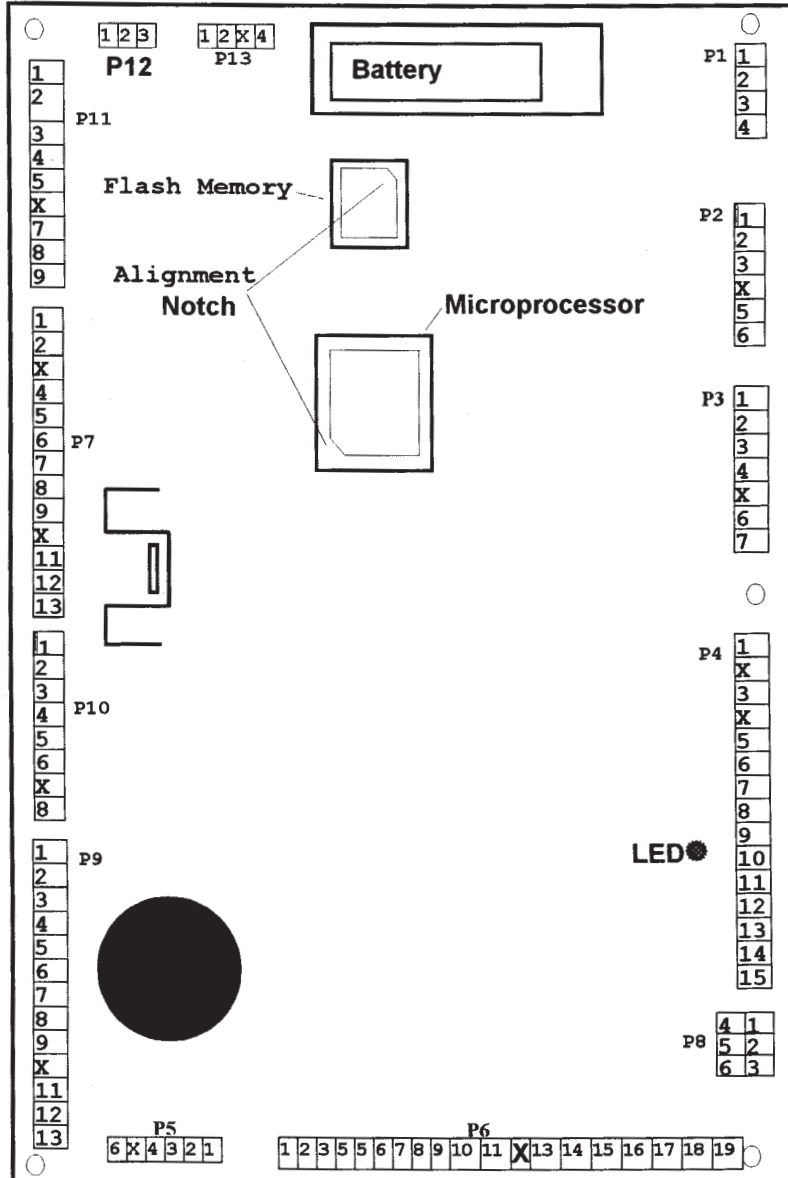 1 2 3
P12
1 2 X 4
P13
Battery
P1
1
2
3
4
1
2
3
4
5
X
7
8
9
P11
Flash Memory
Alignment
Notch
Microprocessor
P2
1
2
3
X
5
6
1
2
X
4
5
6
7
8
9
X
11
12
13
P7
P3
1
2
3
4
X
6
7
1
2
3
4
5
6
X
8
P10
P4
1
X
3
X
5
6
7
8
9
10
11
12
13
14
15
LED
1
2
3
4
5
6
7
8
9
X
11
12
13
P9
P8
4 1
5 2
6 3
P5
6 X 4 3 2 1
P6
1 2 3 5 5 6 7 8 9 10 11 X 13 14 15 16 17 18 19